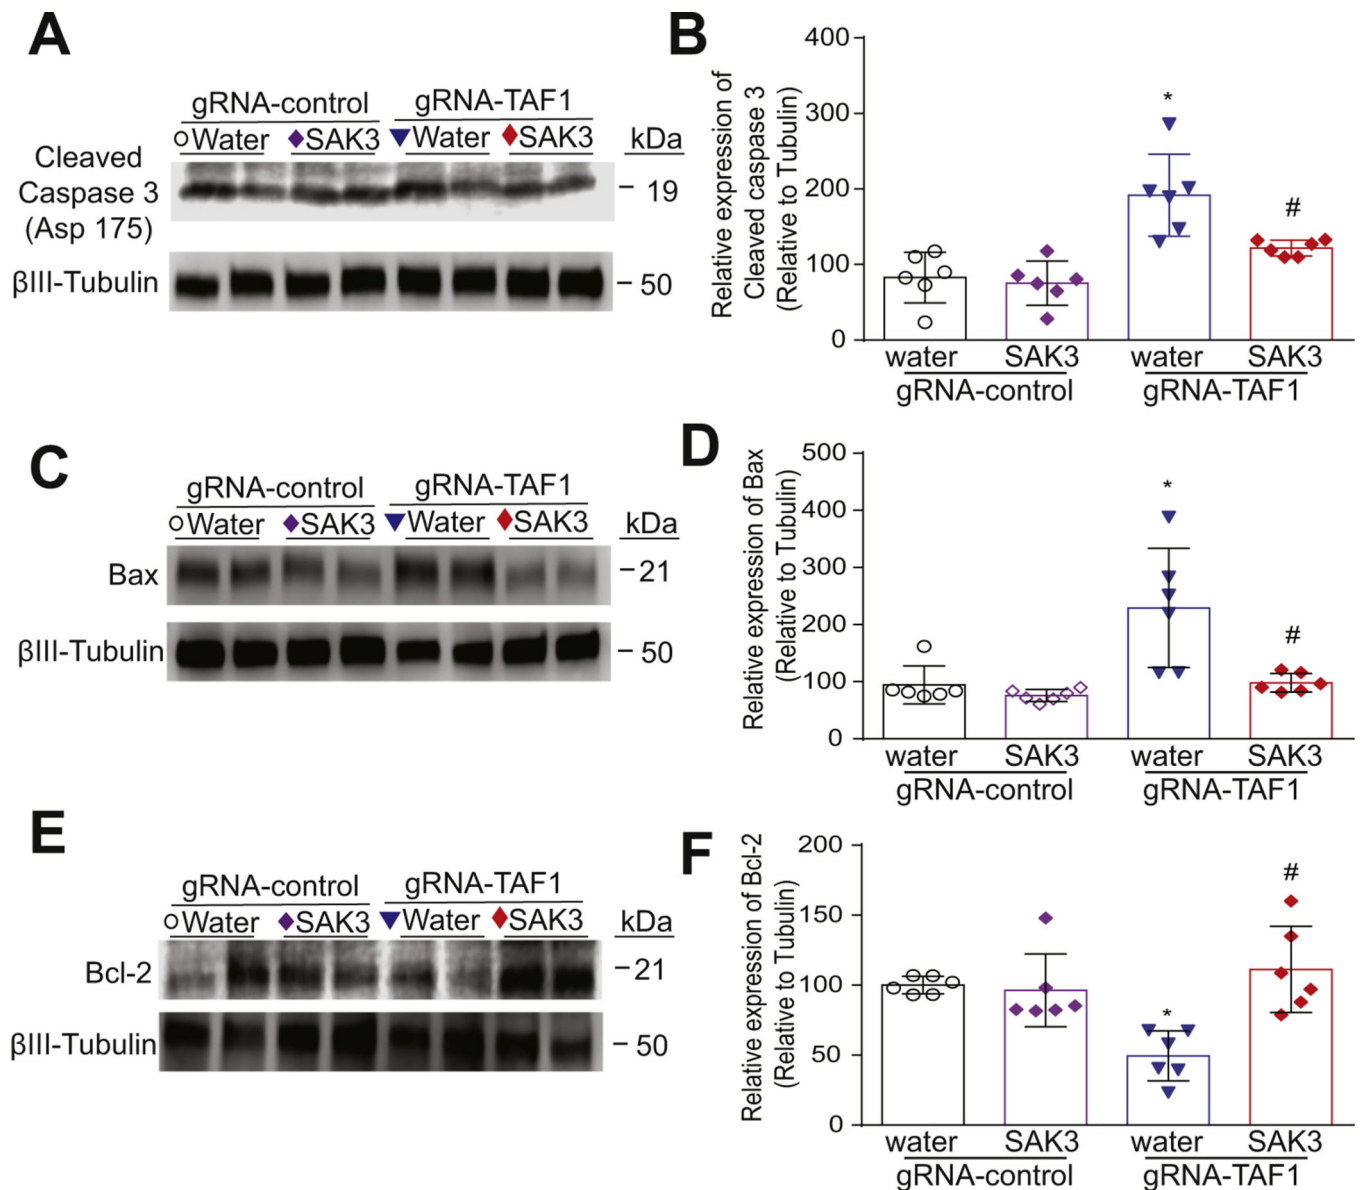 A
gRNA-control gRNA-TAF1
Water SAK3 Water SAK3 kDa
Cleaved
Caspase 3
(Asp 175)
19
βIII-Tubulin
50
B
Relative expression of
Cleaved caspase 3
(Relative to Tubulin)
400
300
200
100
0
*
#
water SAK3 water SAK3
gRNA-control gRNA-TAF1
C
gRNA-control gRNA-TAF1
Water SAK3 Water SAK3 kDa
Bax
21
βIII-Tubulin
50
D
Relative expression of Bax
(Relative to Tubulin)
500
400
300
200
100
0
*
#
water SAK3 water SAK3
gRNA-control gRNA-TAF1
E
gRNA-control gRNA-TAF1
Water SAK3 Water SAK3 kDa
Bcl-2
21
βIII-Tubulin
50
F
Relative expression of Bcl-2
(Relative to Tubulin)
200
150
100
50
0
*
#
water SAK3 water SAK3
gRNA-control gRNA-TAF1